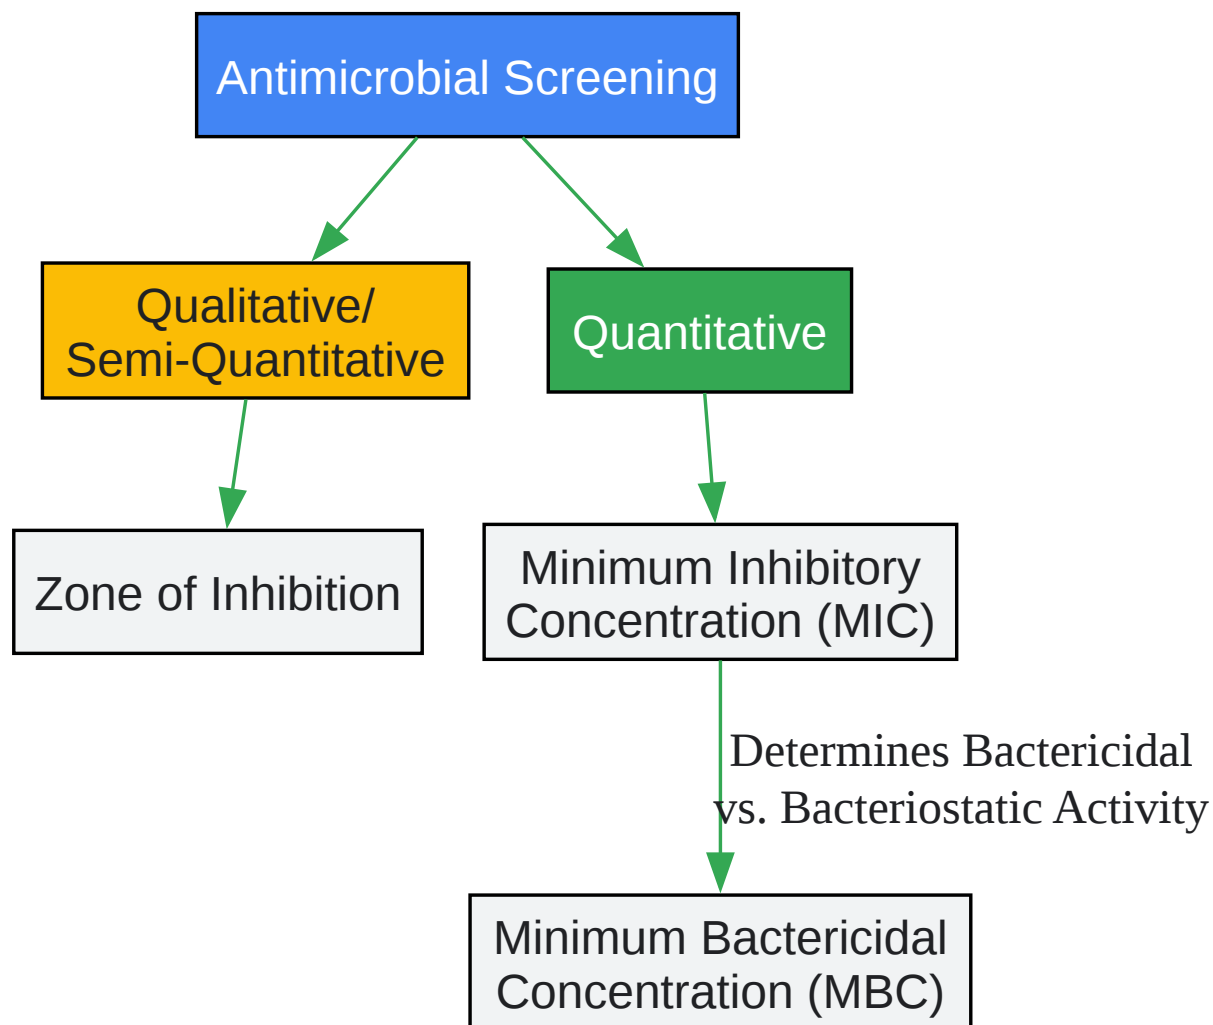 Antimicrobial Screening
Qualitative/
Semi-Quantitative
Quantitative
Zone of Inhibition
Minimum Inhibitory
Concentration (MIC)
Determines Bactericidal
vs. Bacteriostatic Activity
Minimum Bactericidal
Concentration (MBC)